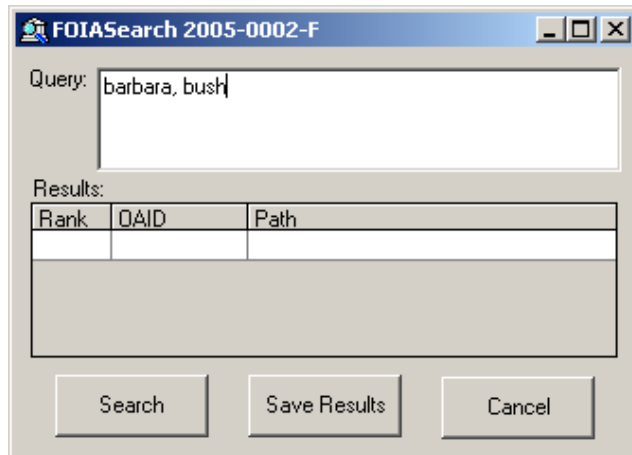 FOIASearch 2005-0002-F
Query: barbara, bush
Results:
Rank OAID Path
Search Save Results Cancel